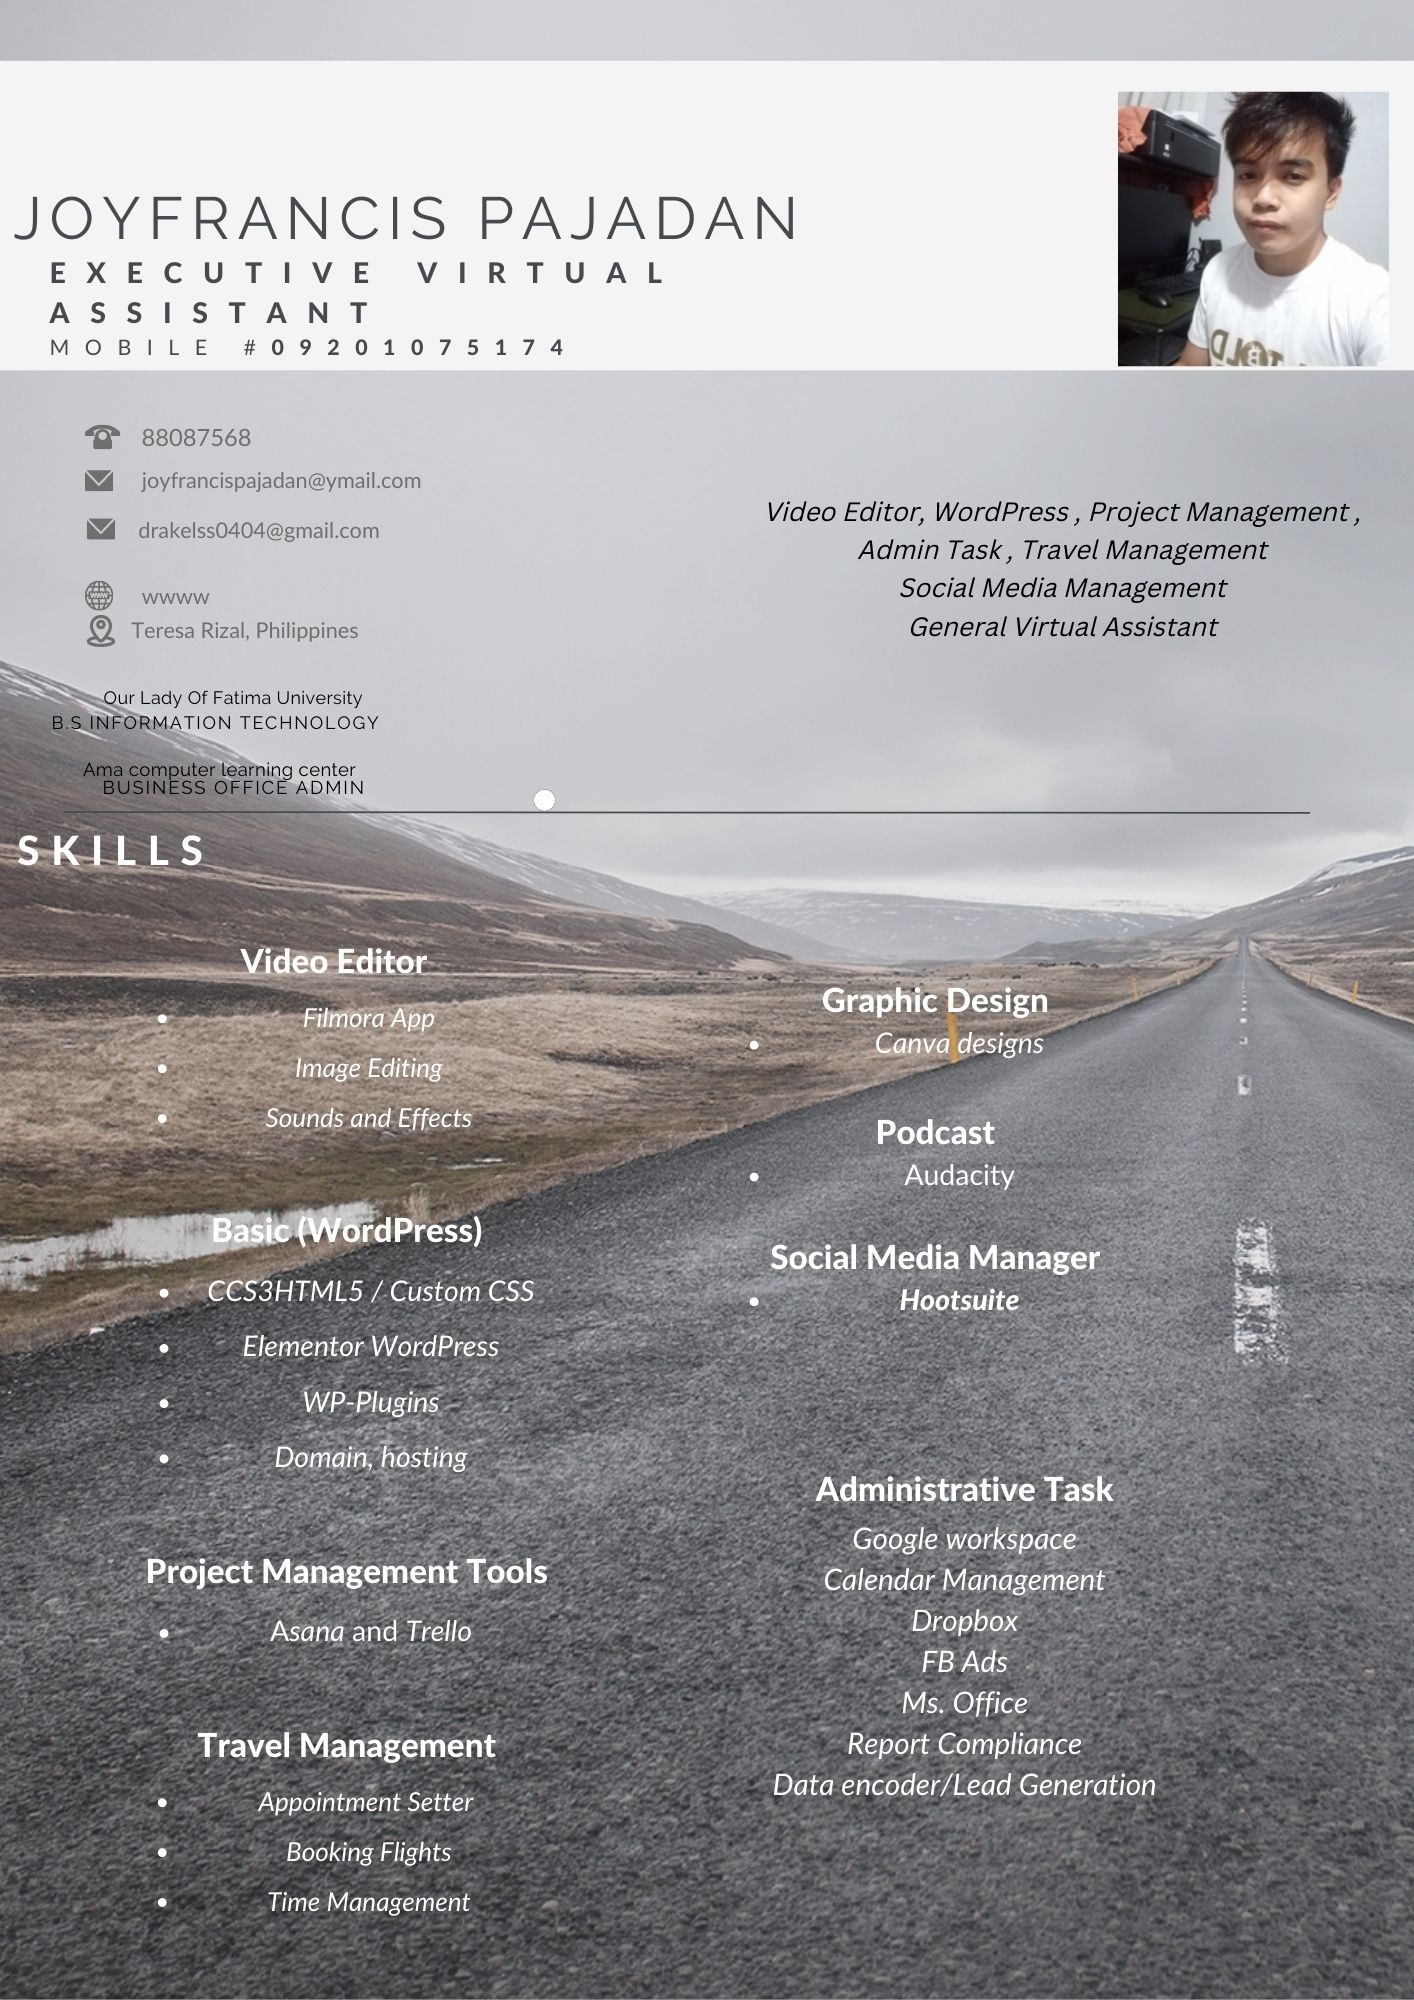 JOYFRANCIS PAJADAN
EXECUTIVE VIRTUAL
ASSISTANT
MOBILE #09201075174
88087568
joyfrancispajadan@ymail.com
drakelss0404@gmail.com
wwww
Teresa Rizal, Philippines
Video Editor, WordPress , Project Management ,
Admin Task , Travel Management
Social Media Management
General Virtual Assistant
Our Lady Of Fatima University
B.S INFORMATION TECHNOLOGY
Ama computer learning center
BUSINESS OFFICE ADMIN
SKILLS
Video Editor
• Filmora App
• Image Editing
• Sounds and Effects
Basic (WordPress)
• CCS3HTML5 / Custom CSS
• Elementor WordPress
• WP-Plugins
• Domain, hosting
Project Management Tools
• Asana and Trello
Travel Management
• Appointment Setter
• Booking Flights
• Time Management
Graphic Design
• Canva designs
Podcast
• Audacity
Social Media Manager
• Hootsuite
Administrative Task
Google workspace
Calendar Management
Dropbox
FB Ads
Ms. Office
Report Compliance
Data encoder/Lead Generation